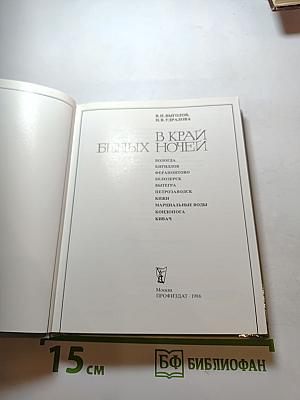 В. П. ВЫГОЛОВ,
Н. В. УДРАЛОВА
В КРАЙ
БЕЛЫХ НОЧЕЙ
ВОЛОГДА
КИРИЛЛОВ
ФЕРАПОНТОВО
БЕЛОЗЕРСК
ВЫТЕГРА
ПЕТРОЗАВОДСК
КИЖИ
МАРЦИАЛЬНЫЕ ВОДЫ
КОНДОПОГА
КИВАЧ
Москва
ПРОФИЗДАТ · 1986
15 СМ
БФ БИБЛИОФАН